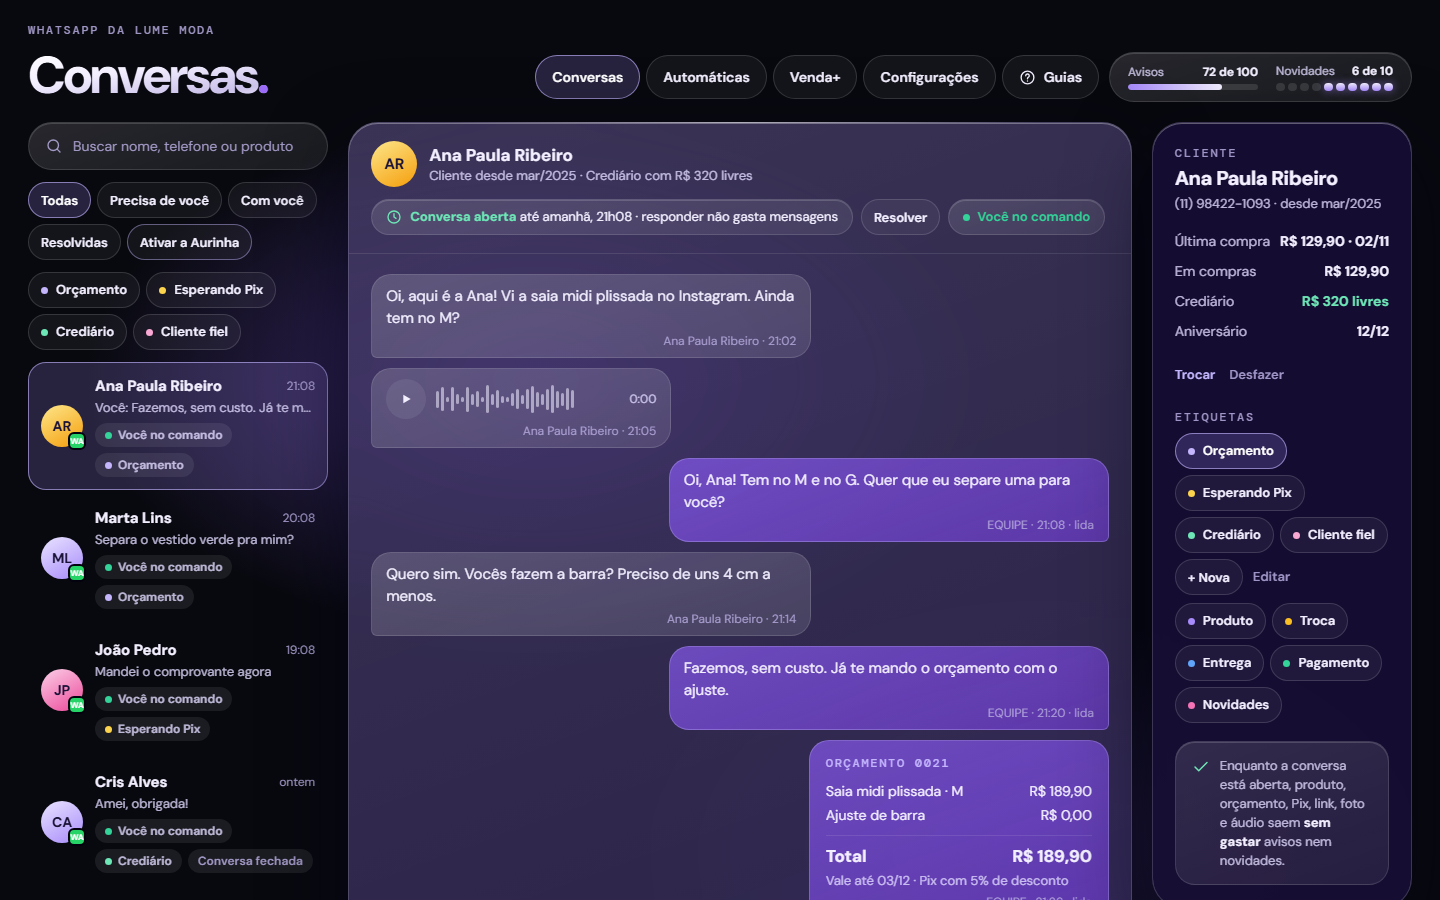 WHATSAPP DA LUME MODA
Conversas.
Conversas
Automáticas
Venda+
Configurações
Guias
Avisos 72 de 100
Novidades 6 de 10
Buscar nome, telefone ou produto
Todas
Precisa de você
Com você
Resolvidas
Ativar a Aurinha
Orçamento
Esperando Pix
Crediário
Cliente fiel
AR
WA
Ana Paula Ribeiro 21:08
Você: Fazemos, sem custo. Já te m...
Você no comando
Orçamento
ML
WA
Marta Lins 20:08
Separa o vestido verde pra mim?
Você no comando
Orçamento
JP
WA
João Pedro 19:08
Mandei o comprovante agora
Você no comando
Esperando Pix
CA
WA
Cris Alves ontem
Amei, obrigada!
Você no comando
Crediário
Conversa fechada
AR
Ana Paula Ribeiro
Cliente desde mar/2025 · Crediário com R$ 320 livres
Conversa aberta até amanhã, 21h08 · responder não gasta mensagens
Resolver
Você no comando
Oi, aqui é a Ana! Vi a saia midi plissada no Instagram. Ainda
tem no M?
Ana Paula Ribeiro · 21:02
0:00
Ana Paula Ribeiro · 21:05
Oi, Ana! Tem no M e no G. Quer que eu separe uma para
você?
EQUIPE · 21:08 · lida
Quero sim. Vocês fazem a barra? Preciso de uns 4 cm a
menos.
Ana Paula Ribeiro · 21:14
Fazemos, sem custo. Já te mando o orçamento com o
ajuste.
EQUIPE · 21:20 · lida
ORÇAMENTO 0021
Saia midi plissada · M R$ 189,90
Ajuste de barra R$ 0,00
Total R$ 189,90
Vale até 03/12 · Pix com 5% de desconto
CLIENTE
Ana Paula Ribeiro
(11) 98422-1093 · desde mar/2025
Última compra R$ 129,90 · 02/11
Em compras R$ 129,90
Crediário R$ 320 livres
Aniversário 12/12
Trocar Desfazer
ETIQUETAS
Orçamento
Esperando Pix
Crediário
Cliente fiel
+ Nova
Editar
Produto
Troca
Entrega
Pagamento
Novidades
Enquanto a conversa
está aberta, produto,
orçamento, Pix, link, foto
e áudio saem sem
gastar avisos nem
novidades.